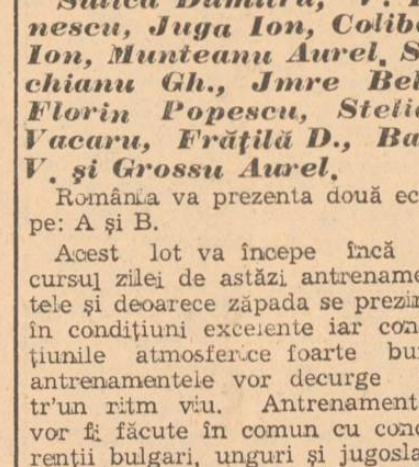 Dumitru, V.
nescu, Juga Ion, Colib
Ion, Munteanu Aurel, S
chianu Gh., Jmre Bel
Florin Popescu, Steli
Vacaru, Frățilă D., Ba
V. și Grossu Aurel.
România va prezenta două ec
pe: A și B.
Acest lot va începe încă
cursul zilei de astăzi antrename
tele și deoarece zăpada se prezin
în condițiuni excelente iar con
țiunile atmosferice foarte bu
antrenamentele vor decurge
tr'un ritm viu. Antrenament
vor fi făcute în comun cu conc
renții bulgari, unguri și jugosla